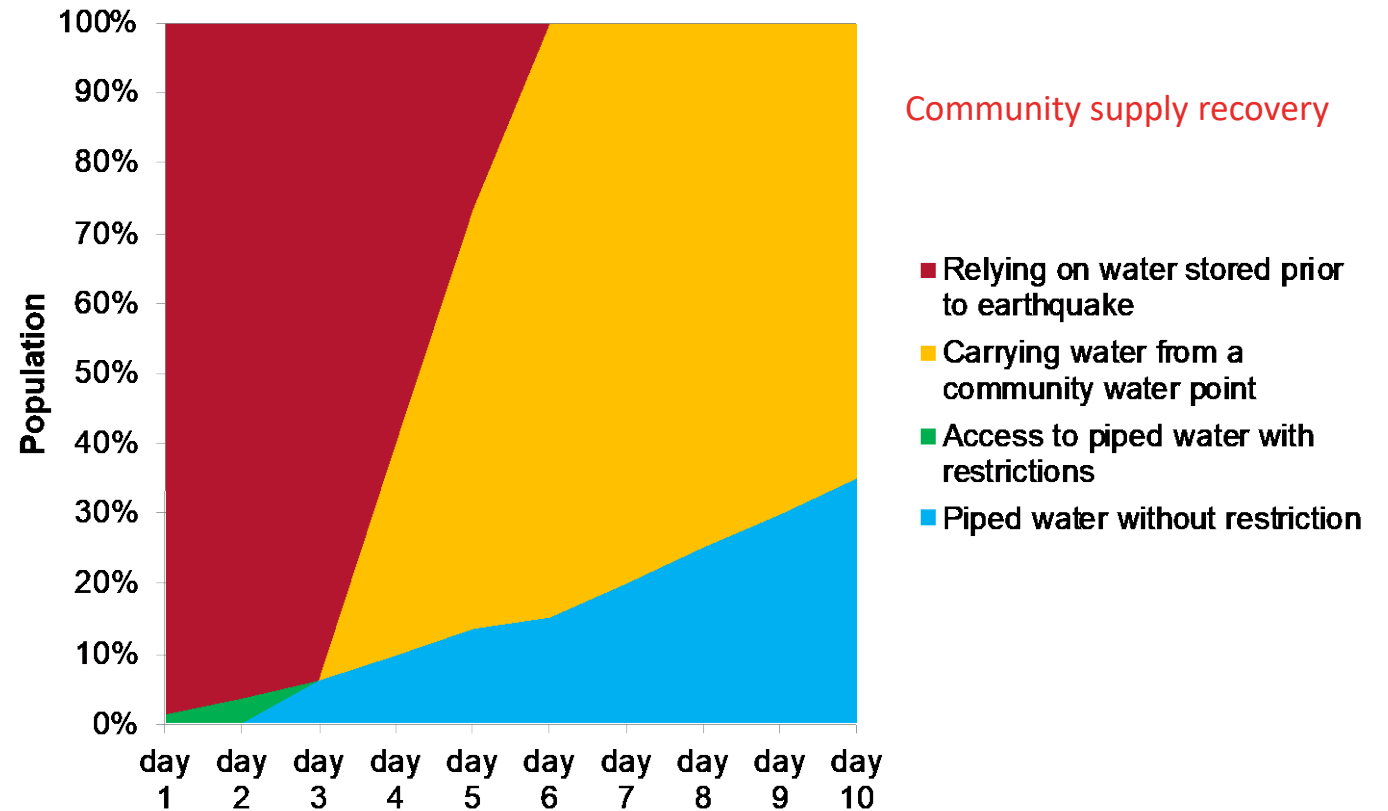 100%
90%
80%
70%
60%
50%
40%
30%
20%
10%
0%
Population
day
1
day
2
day
3
day
4
day
5
day
6
day
7
day
8
day
9
day
10
Community supply recovery
Relying on water stored prior
to earthquake
Carrying water from a
community water point
Access to piped water with
restrictions
Piped water without restriction